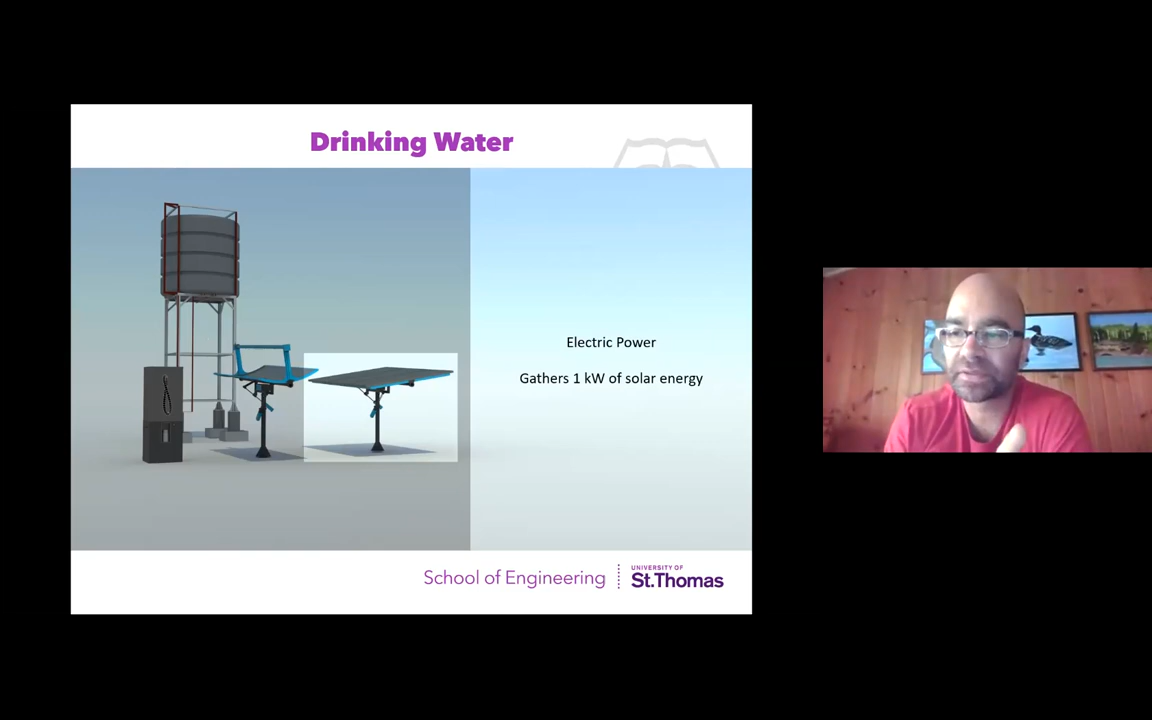 Drinking Water
Electric Power
Gathers 1 kW of solar energy
School of Engineering
UNIVERSITY OF
St.Thomas